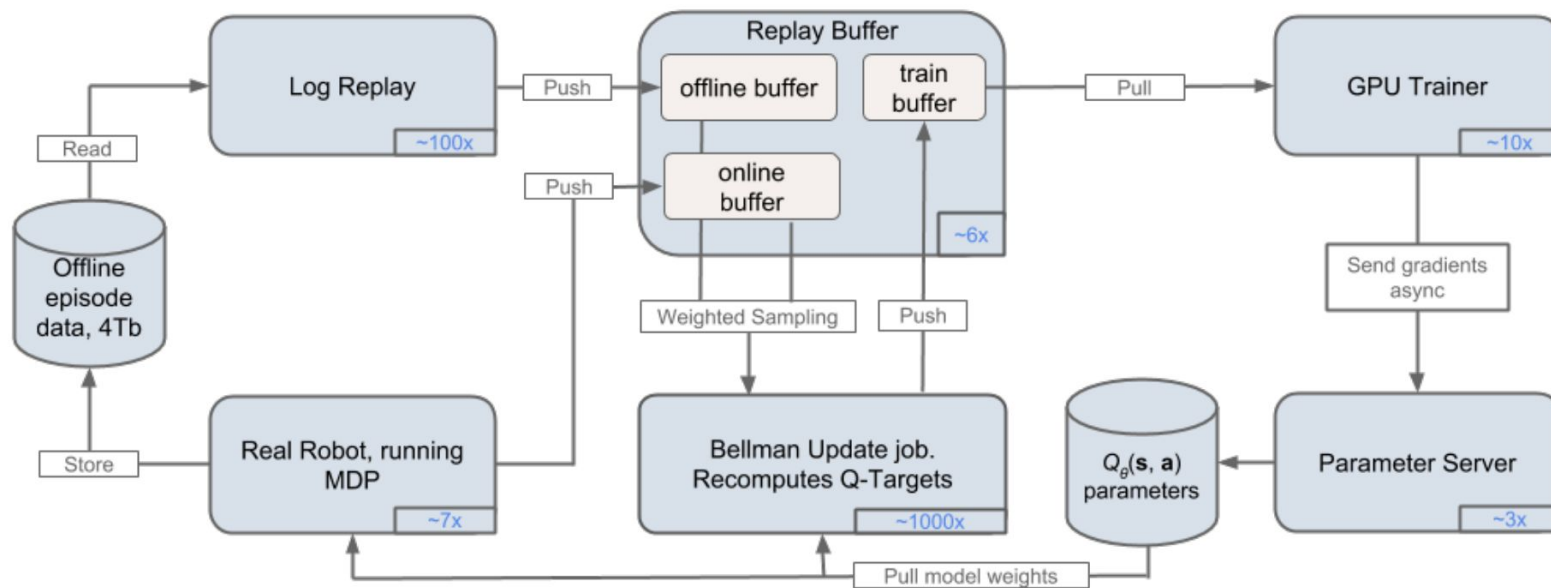 Log Replay
~100x
Push
Replay Buffer
offline buffer
train
buffer
online
buffer
~6x
Push
Pull
GPU Trainer
~10x
Read
Offline
episode
data, 4Tb
Store
Real Robot, running
MDP
~7x
Weighted Sampling
Push
Bellman Update job.
Recomputes Q-Targets
~1000x
Send gradients
async
Qθ(s, a)
parameters
Parameter Server
~3x
Pull model weights